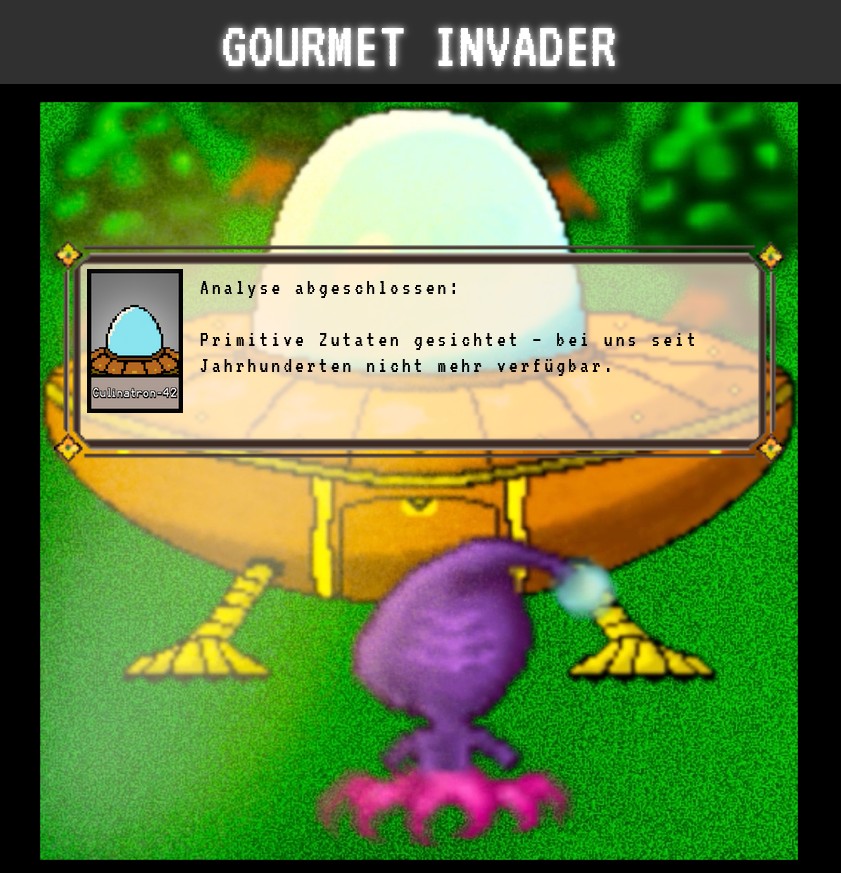 GOURMET INVADER
Analyse abgeschlossen:
Primitive Zutaten gesichtet - bei uns seit
Jahrhunderten nicht mehr verfügbar.
Culinatron-42